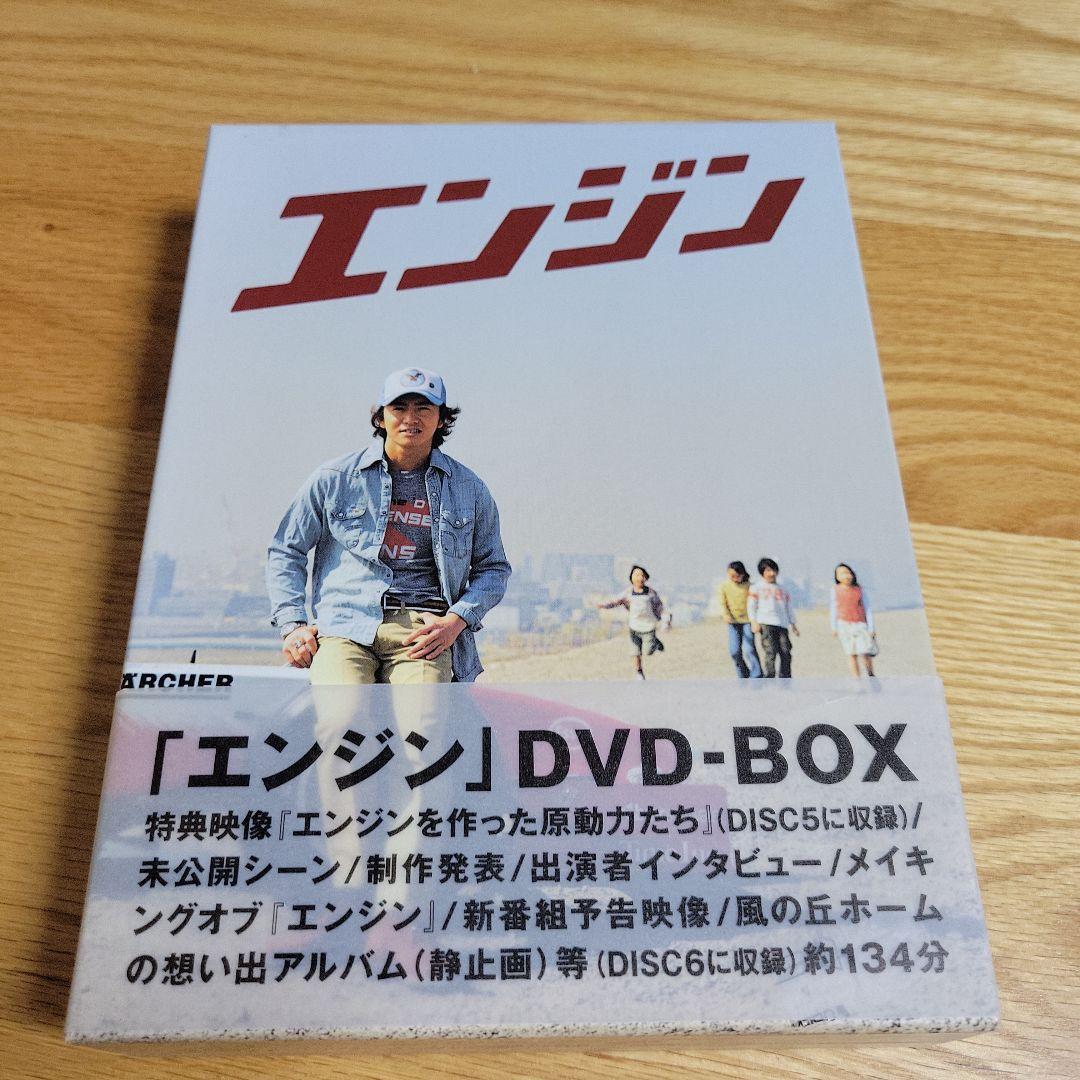 エンジン
ARCHER
「エンジン」DVD-BOX
特典映像『エンジンを作った原動力たち』(DISC5に収録)/
未公開シーン/制作発表/出演者インタビュー/メイキ
ングオブ『エンジン』/新番組予告映像/風の丘ホーム
の想い出アルバム(静止画)等(DISC6に収録)約134分